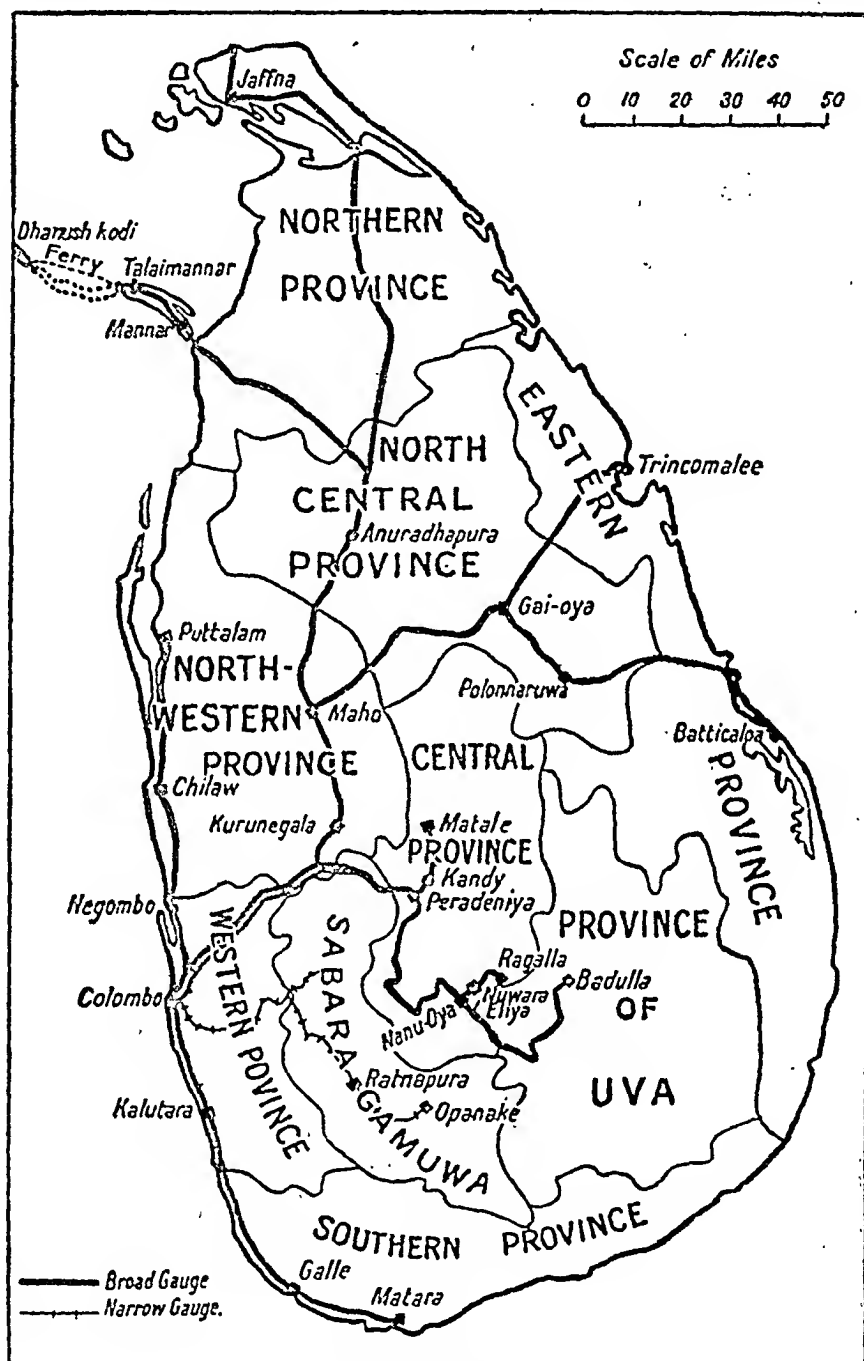 Scale of Miles
0 10 20 30 40 50
Jaffna
NORTHERN
PROVINCE
Dhanushkodi
Ferry
Talaimannar
Mannar
EASTERN
PROVINCE
NORTH
CENTRAL
PROVINCE
Anuradhapura
Trincomalee
Gai-oya
Puttalam
Polonnaruwa
NORTH-
WESTERN
PROVINCE
Maho
Batticalpa
CENTRAL
PROVINCE
Chilaw
Kurunegala
Matale
Kandy
Peradeniya
Negombo
WESTERN POVINCE
SABARAGAMUWA
PROVINCE
OF
UVA
Ragalla
Badulla
Nuwara
Eliya
Nanu-Oya
Colombo
Ratnapura
Opanake
Kalutara
SOUTHERN PROVINCE
Galle
Matara
Broad Gauge
Narrow Gauge.